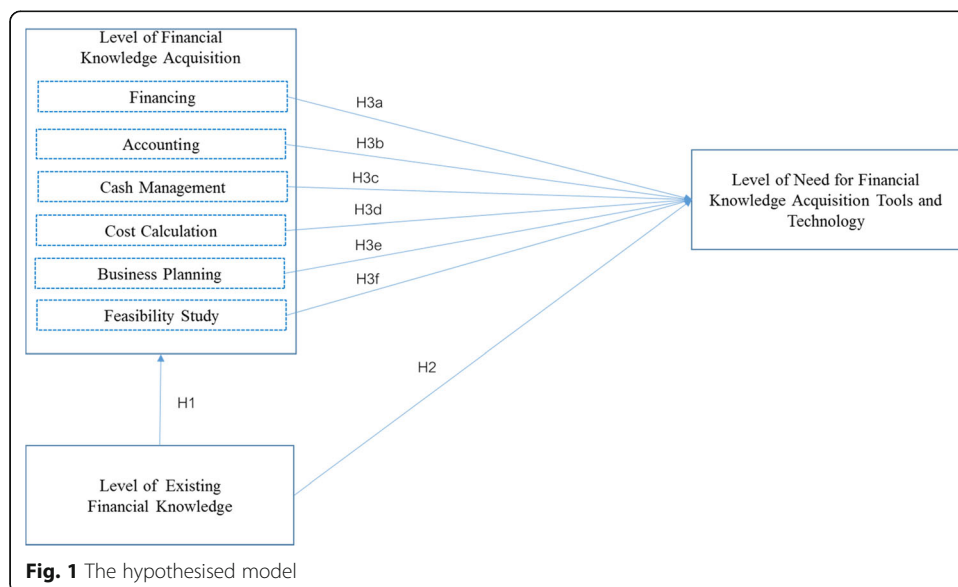 Level of Financial
Knowledge Acquisition
Financing
Accounting
Cash Management
Cost Calculation
Business Planning
Feasibility Study
H3a
H3b
H3c
H3d
H3e
H3f
Level of Need for Financial
Knowledge Acquisition Tools and
Technology
H1
H2
Level of Existing
Financial Knowledge
Fig. 1 The hypothesised model